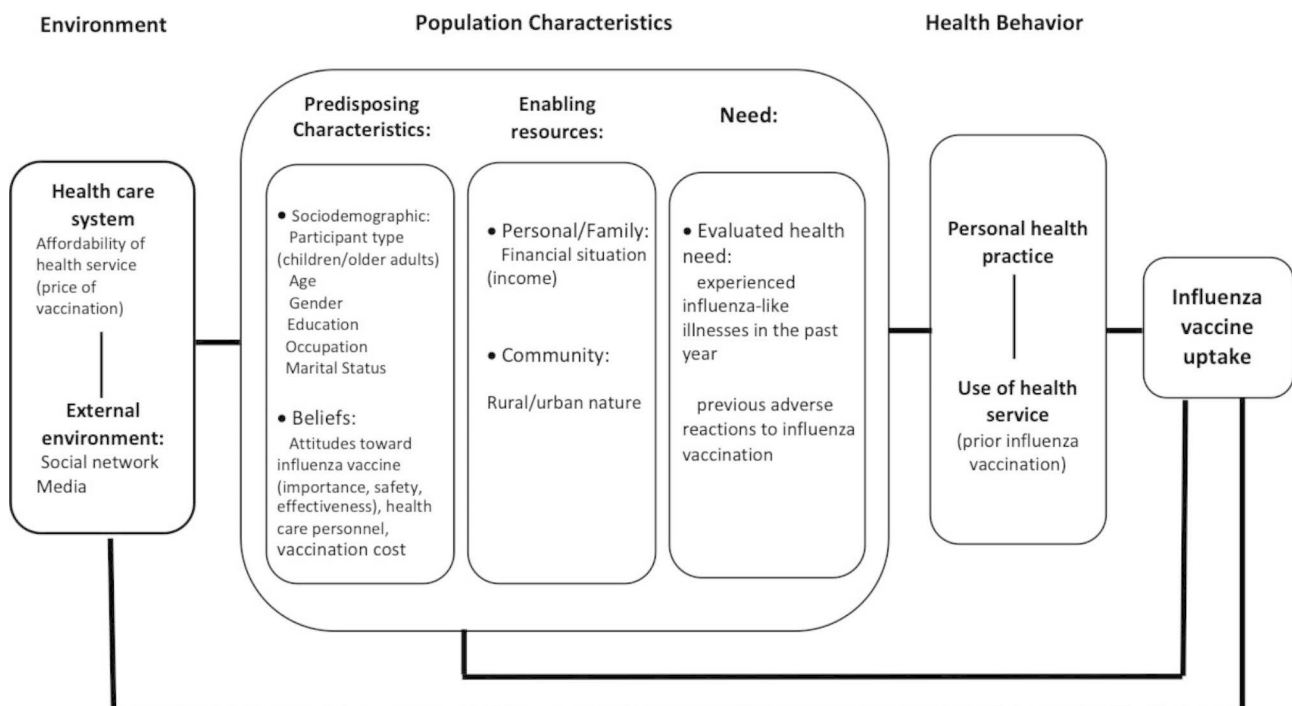 Environment
Population Characteristics
Health Behavior
Health care
system
Affordability of
health service
(price of
vaccination)
External
environment:
Social network
Media
Predisposing
Characteristics:
• Sociodemographic:
Participant type
(children/older adults)
Age
Gender
Education
Occupation
Marital Status
• Beliefs:
Attitudes toward
influenza vaccine
(importance, safety,
effectiveness), health
care personnel,
vaccination cost
Enabling
resources:
• Personal/Family:
Financial situation
(income)
• Community:
Rural/urban nature
Need:
• Evaluated health
need:
experienced
influenza-like
illnesses in the past
year
previous adverse
reactions to influenza
vaccination
Personal health
practice
Use of health
service
(prior influenza
vaccination)
Influenza
vaccine
uptake